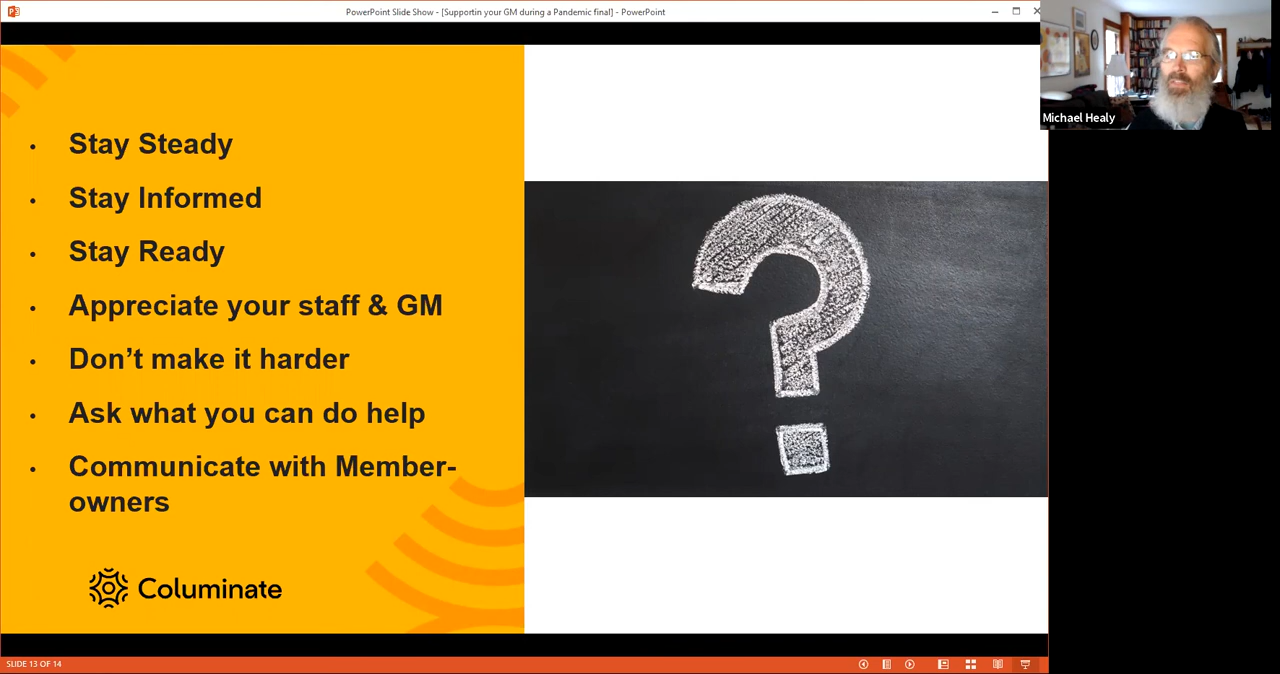 PowerPoint Slide Show - [Supportin your GM during a Pandemic final] - PowerPoint
Michael Healy
• Stay Steady
• Stay Informed
• Stay Ready
• Appreciate your staff & GM
• Don’t make it harder
• Ask what you can do help
• Communicate with Member-
owners
?
Columinate
SLIDE 13 OF 14